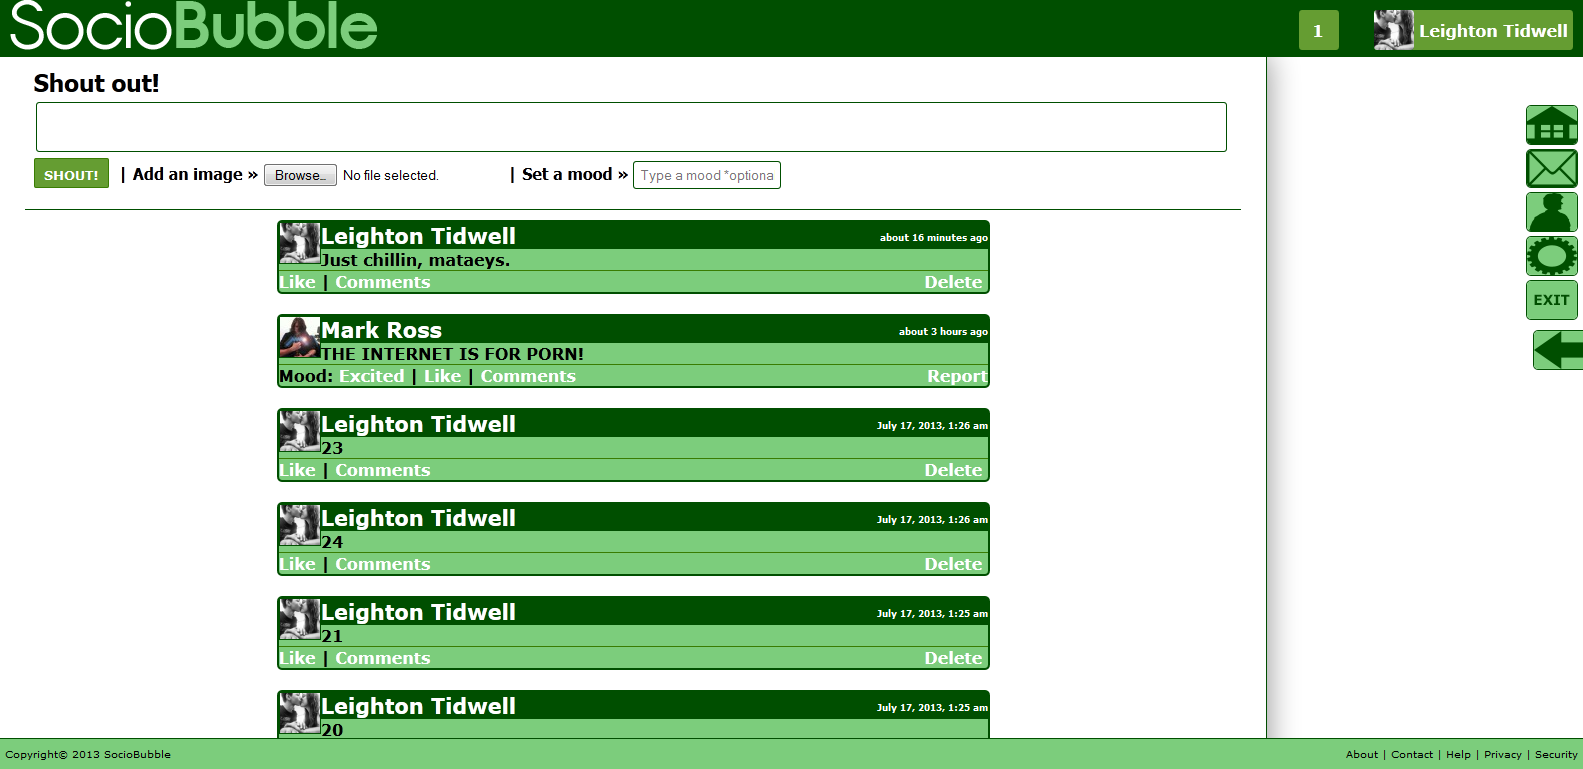 SocioBubble
1
Leighton Tidwell
Shout out!
SHOUT! | Add an image » Browse.. No file selected. | Set a mood » Type a mood *optiona
Leighton Tidwell about 16 minutes ago
Just chillin, mataeys.
Like | Comments Delete
Mark Ross about 3 hours ago
THE INTERNET IS FOR PORN!
Mood: Excited | Like | Comments Report
Leighton Tidwell July 17, 2013, 1:26 am
23
Like | Comments Delete
Leighton Tidwell July 17, 2013, 1:26 am
24
Like | Comments Delete
Leighton Tidwell July 17, 2013, 1:25 am
21
Like | Comments Delete
Leighton Tidwell July 17, 2013, 1:25 am
20
EXIT
Copyright© 2013 SocioBubble
About | Contact | Help | Privacy | Security